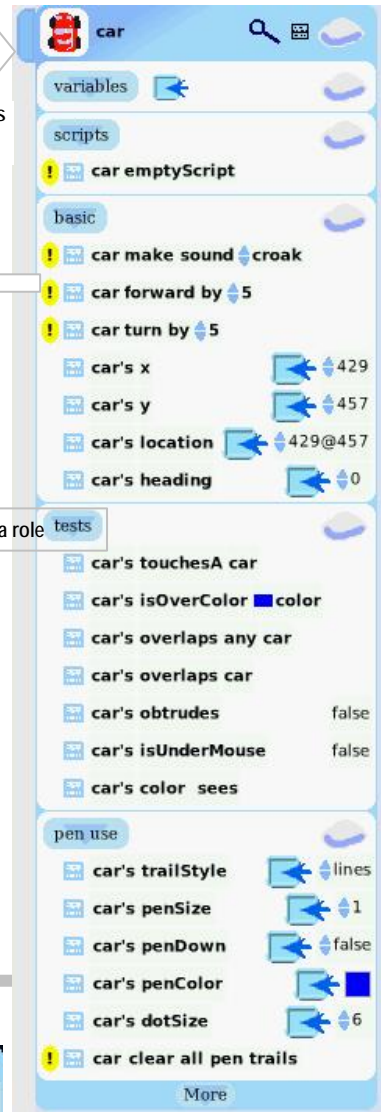 car
variables
s
scripts
! car emptyScript
basic
! car make sound croak
! car forward by 5
! car turn by 5
car's x 429
car's y 457
car's location 429@457
car's heading 0
a role
tests
car's touchesA car
car's isOverColor color
car's overlaps any car
car's overlaps car
car's obtrudes false
car's isUnderMouse false
car's color sees
pen use
car's trailStyle lines
car's penSize 1
car's penDown false
car's penColor
car's dotSize 6
! car clear all pen trails
More